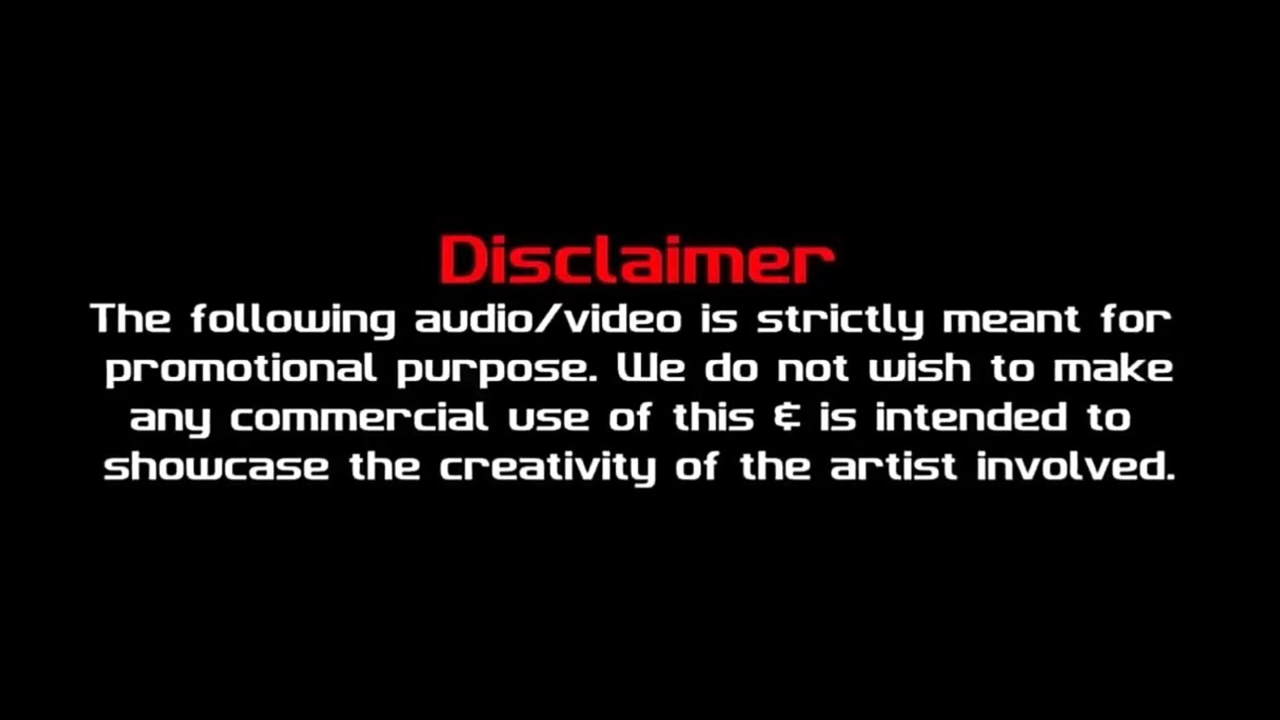 Disclaimer
The following audio/video is strictly meant for
promotional purpose. We do not wish to make
any commercial use of this & is intended to
showcase the creativity of the artist involved.